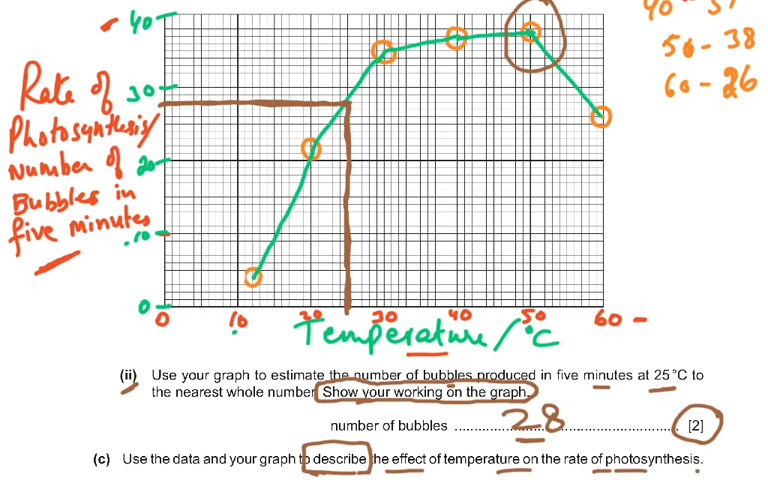 40
40 - 37
50 - 38
60 - 26
Rate of
Photosynthesis/
Number of
Bubbles in
five minutes
30
20
10
0
0 10 20 30 40 50 60
Temperature / °C
(ii) Use your graph to estimate the number of bubbles produced in five minutes at 25 °C to
the nearest whole number. Show your working on the graph.
number of bubbles ........28........ [2]
(c) Use the data and your graph to describe the effect of temperature on the rate of photosynthesis.